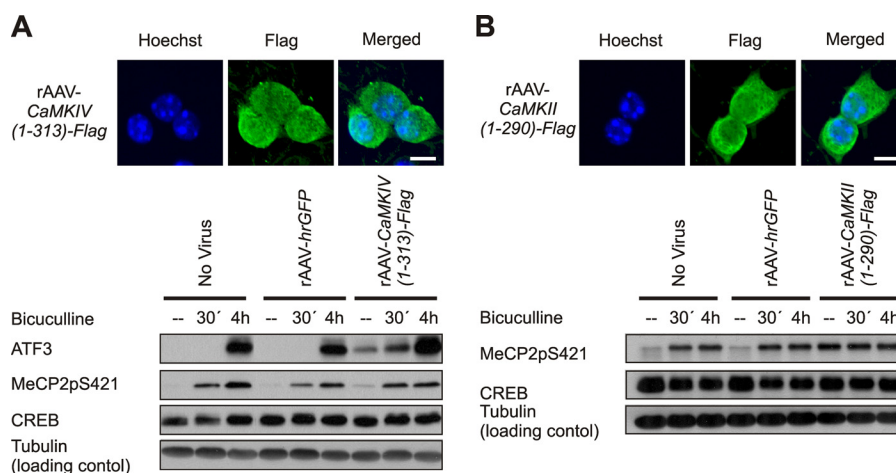 A
Hoechst Flag Merged
rAAV-
CaMKIV
(1-313)-Flag
No Virus
rAAV-hrGFP
rAAV-CaMKIV
(1-313)-Flag
Bicuculline -- 30´ 4h -- 30´ 4h -- 30´ 4h
ATF3
MeCP2pS421
CREB
Tubulin
(loading contol)
B
Hoechst Flag Merged
rAAV-
CaMKII
(1-290)-Flag
No Virus
rAAV-hrGFP
rAAV-CaMKII
(1-290)-Flag
Bicuculline -- 30´ 4h -- 30´ 4h -- 30´ 4h
MeCP2pS421
CREB
Tubulin
(loading contol)